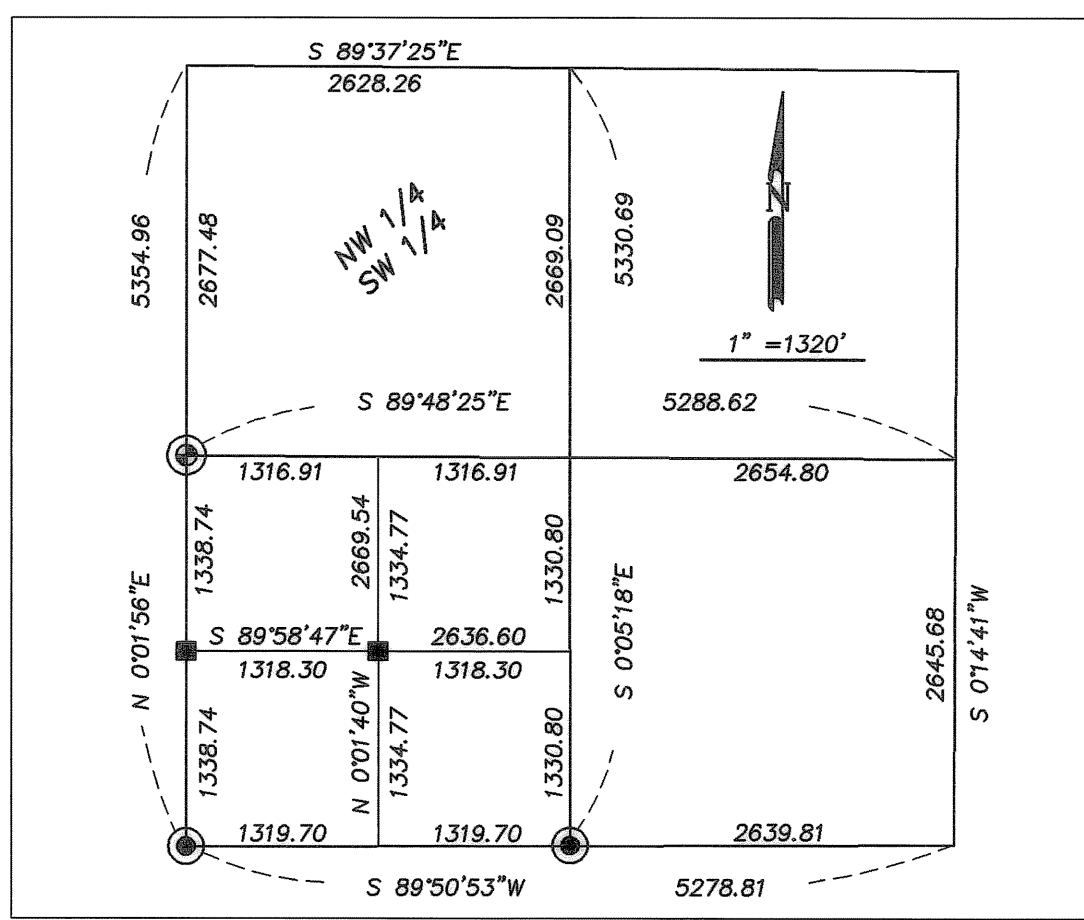 S 89°37'25"E
2628.26
NW 1/4
SW 1/4
N
5354.96
2677.48
2669.09
5330.69
1" =1320'
S 89°48'25"E
5288.62
1316.91
1316.91
2654.80
1338.74
2669.54
1334.77
1330.80
N 0°01'56"E
S 89°58'47"E
2636.60
1318.30
1318.30
S 0°05'18"E
2645.68
S 0°14'41"W
1338.74
N 0°01'40"W
1334.77
1330.80
1319.70
1319.70
2639.81
S 89°50'53"W
5278.81